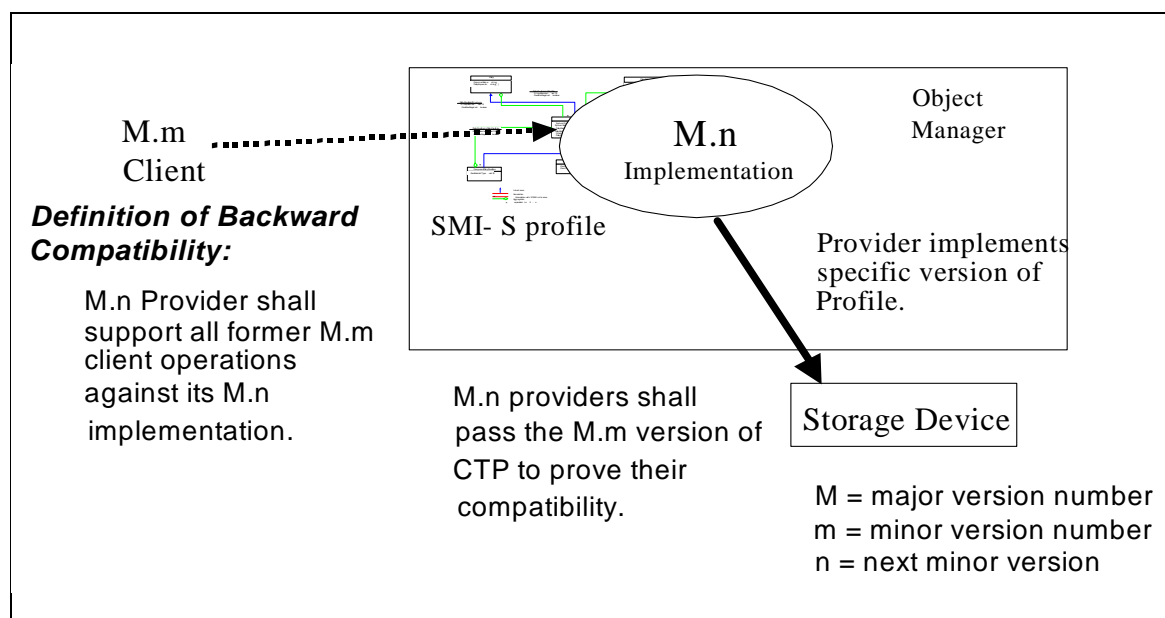 M.m
Client
Definition of Backward
Compatibility:
M.n Provider shall
support all former M.m
client operations
against its M.n
implementation.
M.n
Implementation
SMI- S profile
Object
Manager
Provider implements
specific version of
Profile.
M.n providers shall
pass the M.m version of
CTP to prove their
compatibility.
Storage Device
M = major version number
m = minor version number
n = next minor version